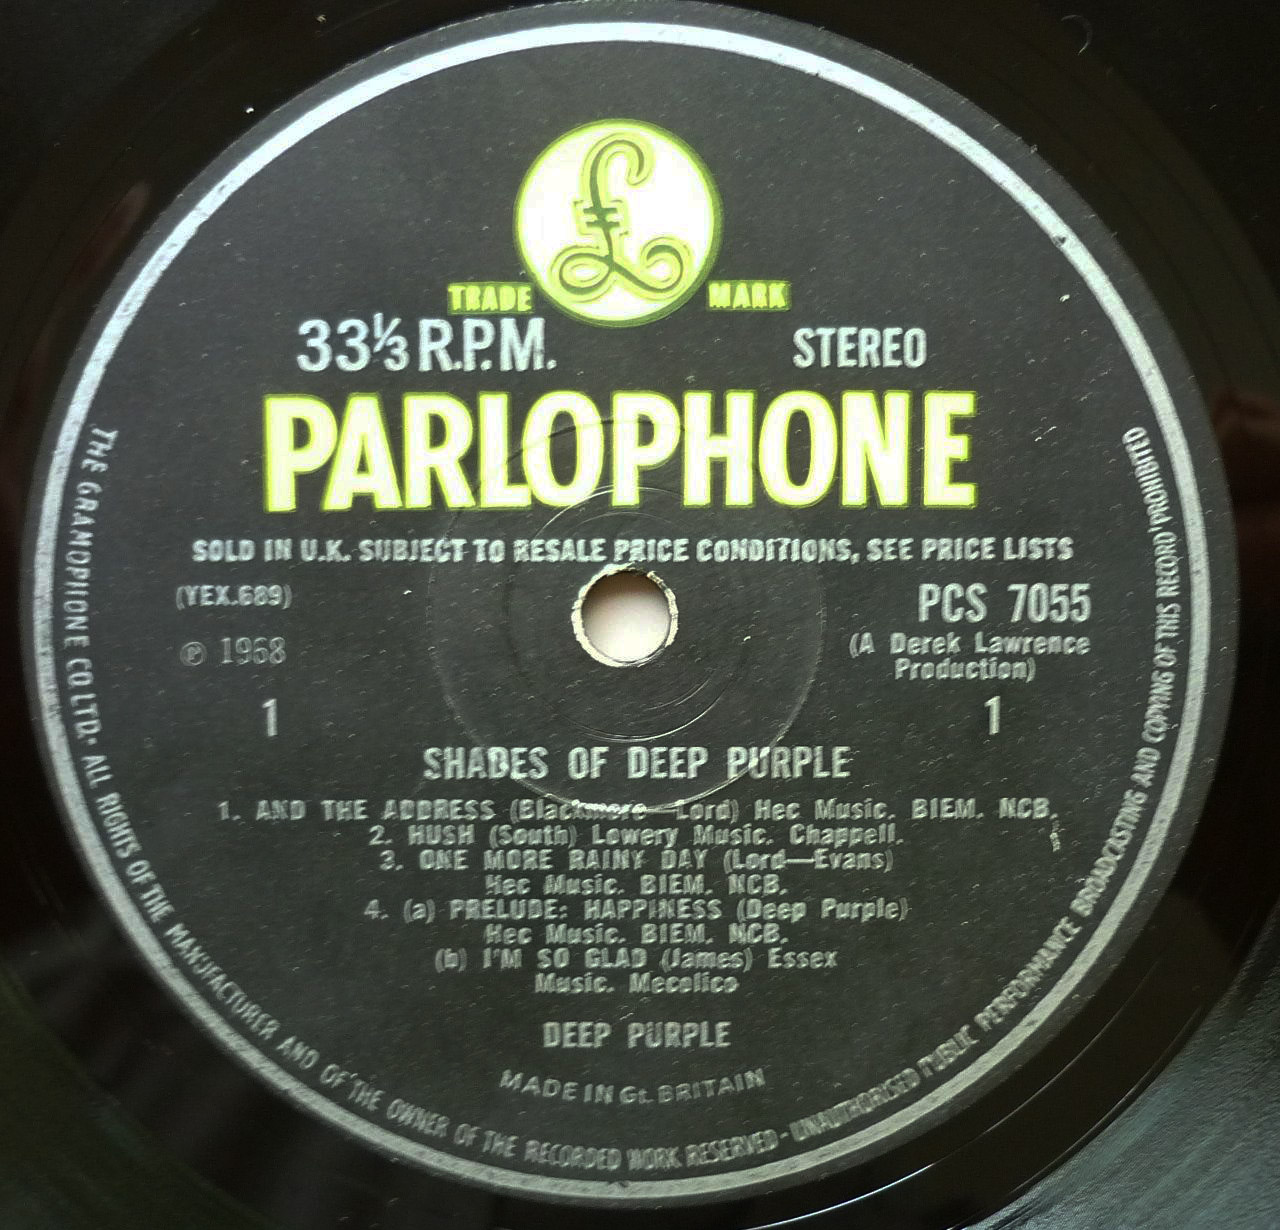 TRADE MARK
33⅓ R.P.M. STEREO
PARLOPHONE
SOLD IN U.K. SUBJECT TO RESALE PRICE CONDITIONS, SEE PRICE LISTS
(YEX.689) PCS 7055
℗ 1968 (A Derek Lawrence
Production)
1 1
SHADES OF DEEP PURPLE
1. AND THE ADDRESS (Blackmore—Lord) Hec Music. BIEM. NCB.
2. HUSH (South) Lowery Music. Chappell.
3. ONE MORE RAINY DAY (Lord—Evans)
Hec Music. BIEM. NCB.
4. (a) PRELUDE: HAPPINESS (Deep Purple)
Hec Music. BIEM. NCB.
(b) I'M SO GLAD (James) Essex
Music. Mecolico
DEEP PURPLE
MADE IN Gt. BRITAIN
THE GRAMOPHONE CO LTD. ALL RIGHTS OF THE MANUFACTURER AND OF THE OWNER OF THE RECORDED WORK RESERVED - UNAUTHORISED PUBLIC PERFORMANCE BROADCASTING AND COPYING OF THIS RECORD PROHIBITED